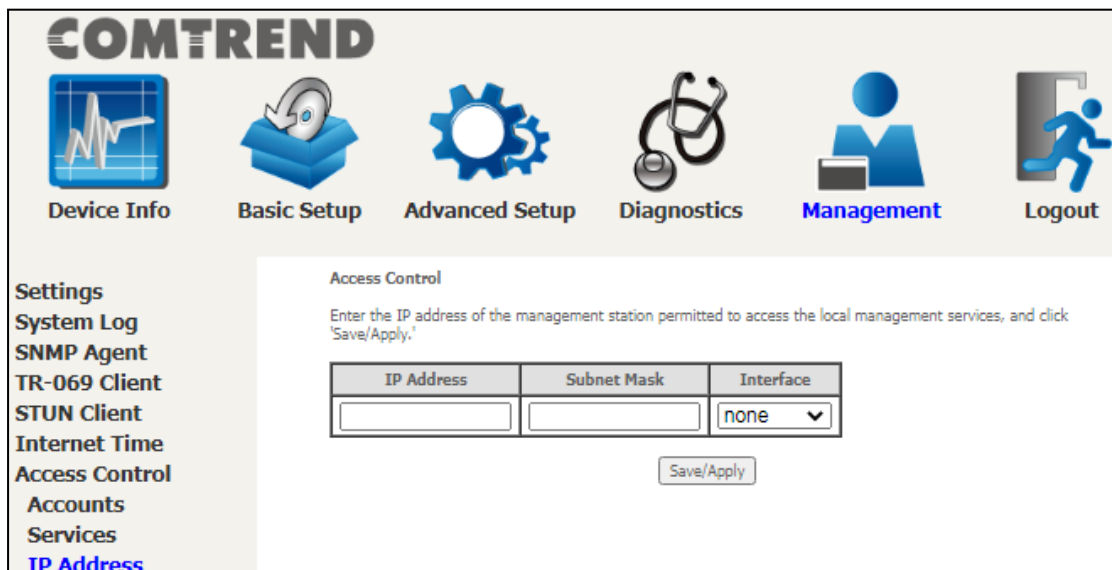 COMTREND
Device Info
Basic Setup
Advanced Setup
Diagnostics
Management
Logout
Settings
System Log
SNMP Agent
TR-069 Client
STUN Client
Internet Time
Access Control
Accounts
Services
IP Address
Access Control
Enter the IP address of the management station permitted to access the local management services, and click
'Save/Apply.'
IP Address
Subnet Mask
Interface
none
Save/Apply